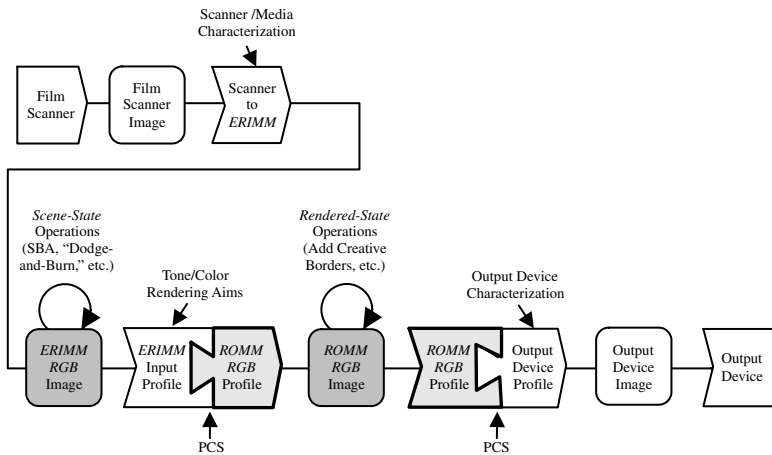 Scanner /Media
Characterization
Film
Scanner
Film
Scanner
Image
Scanner
to
ERIMM
Scene-State
Operations
(SBA, “Dodge-
and-Burn,” etc.)
Tone/Color
Rendering Aims
Rendered-State
Operations
(Add Creative
Borders, etc.)
Output Device
Characterization
ERIMM
RGB
Image
ERIMM
Input
Profile
ROMM
RGB
Profile
ROMM
RGB
Image
ROMM
RGB
Profile
Output
Device
Profile
Output
Device
Image
Output
Device
PCS
PCS